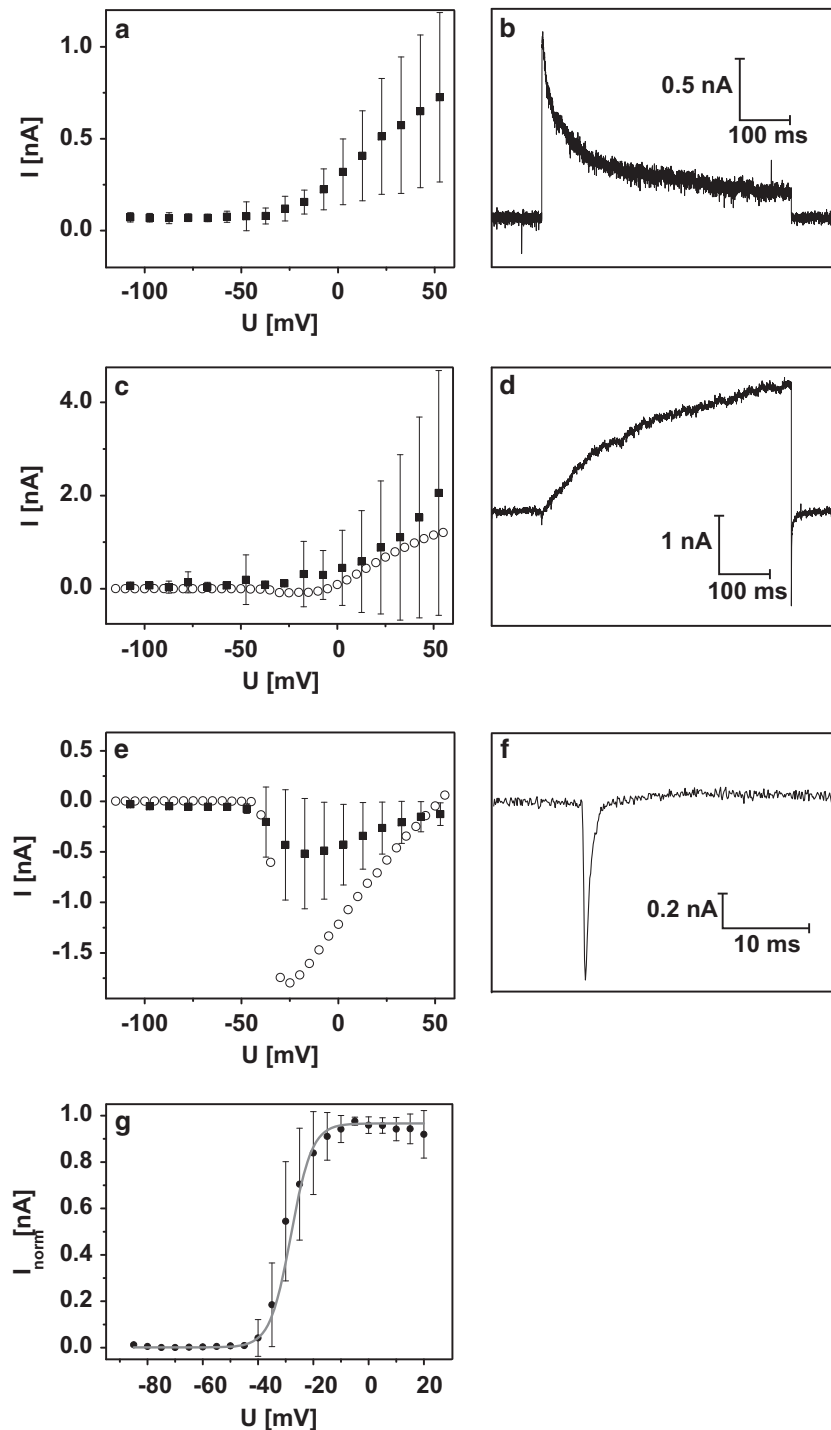 a
1.0
0.5
0.0
I [nA]
-100 -50 0 50
U [mV]
b
0.5 nA
100 ms
c
4.0
2.0
0.0
I [nA]
-100 -50 0 50
U [mV]
d
1 nA
100 ms
e
0.5
0.0
-0.5
-1.0
-1.5
I [nA]
-100 -50 0 50
U [mV]
f
0.2 nA
10 ms
g
1.0
0.8
0.6
0.4
0.2
0.0
Inorm [nA]
-80 -60 -40 -20 0 20
U [mV]